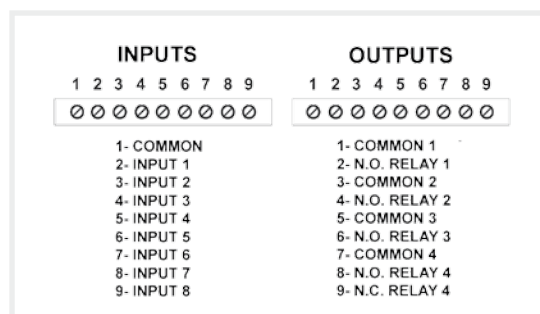 INPUTS
1 2 3 4 5 6 7 8 9
1- COMMON
2- INPUT 1
3- INPUT 2
4- INPUT 3
5- INPUT 4
6- INPUT 5
7- INPUT 6
8- INPUT 7
9- INPUT 8
OUTPUTS
1 2 3 4 5 6 7 8 9
1- COMMON 1
2- N.O. RELAY 1
3- COMMON 2
4- N.O. RELAY 2
5- COMMON 3
6- N.O. RELAY 3
7- COMMON 4
8- N.O. RELAY 4
9- N.C. RELAY 4